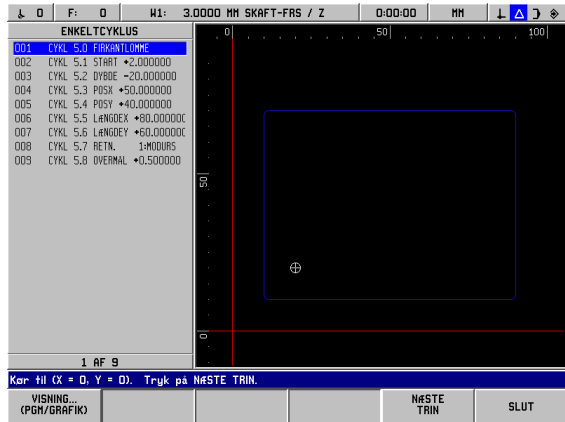 0 F: 0 W1: 3.0000 MM SKAFT-FRS / Z 0:00:00 MM
ENKELTCYKLUS
001 CYKL 5.0 FIRKANTLOMME
002 CYKL 5.1 START +2.000000
003 CYKL 5.2 DYBDE -20.000000
004 CYKL 5.3 POSX +50.000000
005 CYKL 5.4 POSY +40.000000
006 CYKL 5.5 LÆNGDEX +80.000000
007 CYKL 5.6 LÆNGDEY +60.000000
008 CYKL 5.7 RETN. 1:MODURS
009 CYKL 5.8 OVERMAL +0.500000
1 AF 9
0 50 100
50
0
Kør til (X = 0, Y = 0). Tryk på NÆSTE TRIN.
VISNING...
(PGM/GRAFIK)
NÆSTE
TRIN
SLUT